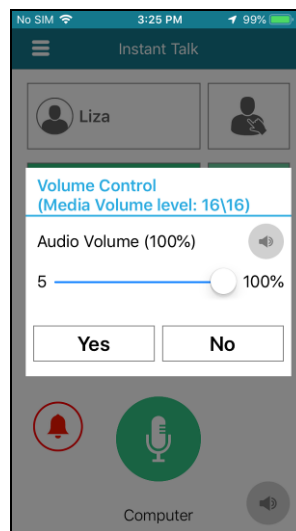 No SIM 3:25 PM 99%
Instant Talk
Liza
Volume Control
(Media Volume level: 16\16)
Audio Volume (100%)
5 100%
Yes No
Computer